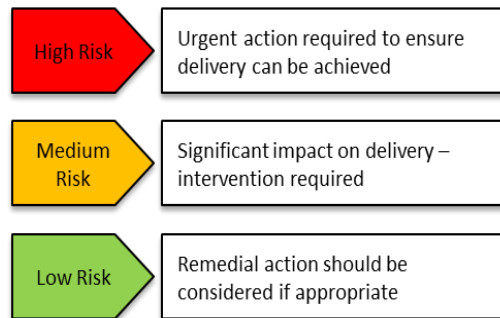 High Risk
Urgent action required to ensure
delivery can be achieved
Medium
Risk
Significant impact on delivery –
intervention required
Low Risk
Remedial action should be
considered if appropriate